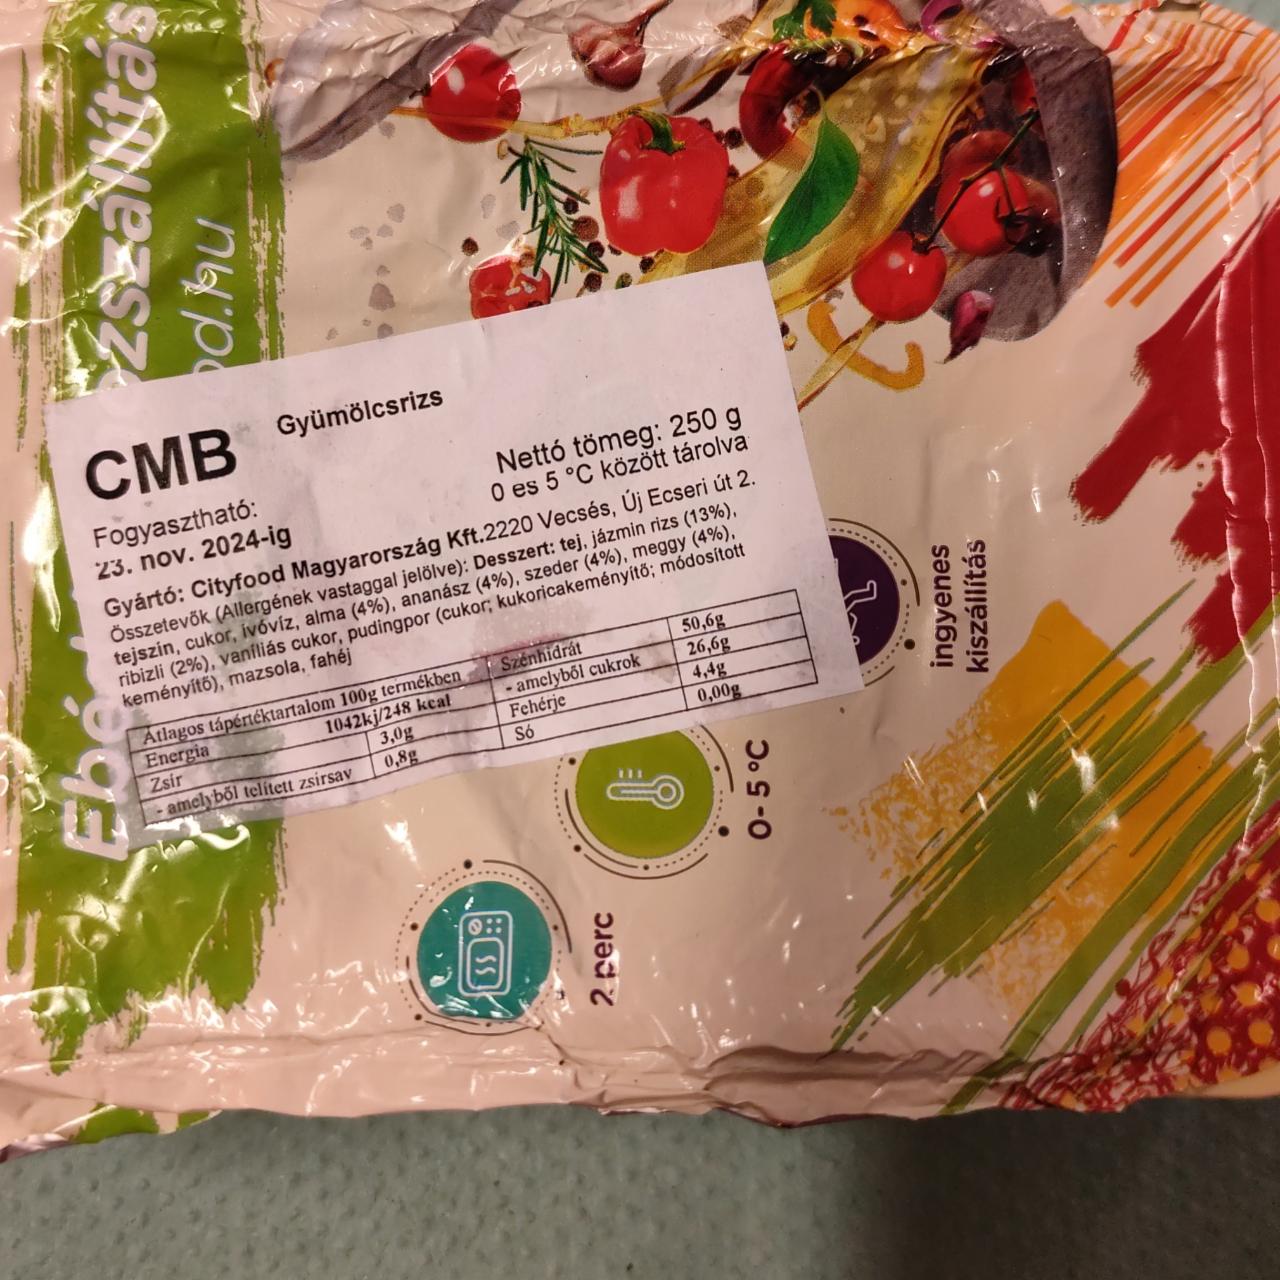 Ebéd
ozsszállítás
od.hu
CMB
Gyümölcsrizs
Nettó tömeg: 250 g
0 es 5 °C között tárolva
Fogyasztható:
23. nov. 2024-ig
Gyártó: Cityfood Magyarország Kft.2220 Vecsés, Új Ecseri út 2.
Összetevők (Allergének vastaggal jelölve): Desszert: tej, jázmin rizs (13%),
tejszín, cukor, ivóvíz, alma (4%), ananász (4%), szeder (4%), meggy (4%),
ribizli (2%), vaníliás cukor, pudingpor (cukor; kukoricakeményítő; módosított
keményítő), mazsola, fahéj
Átlagos tápértéktartalom 100g termékben
Energia 1042kj/248 kcal
Zsír 3,0g
- amelyből telített zsírsav 0,8g
Szénhidrát 50,6g
- amelyből cukrok 26,6g
Fehérje 4,4g
Só 0,00g
ingyenes
kiszállítás
0-5 °C
2 perc